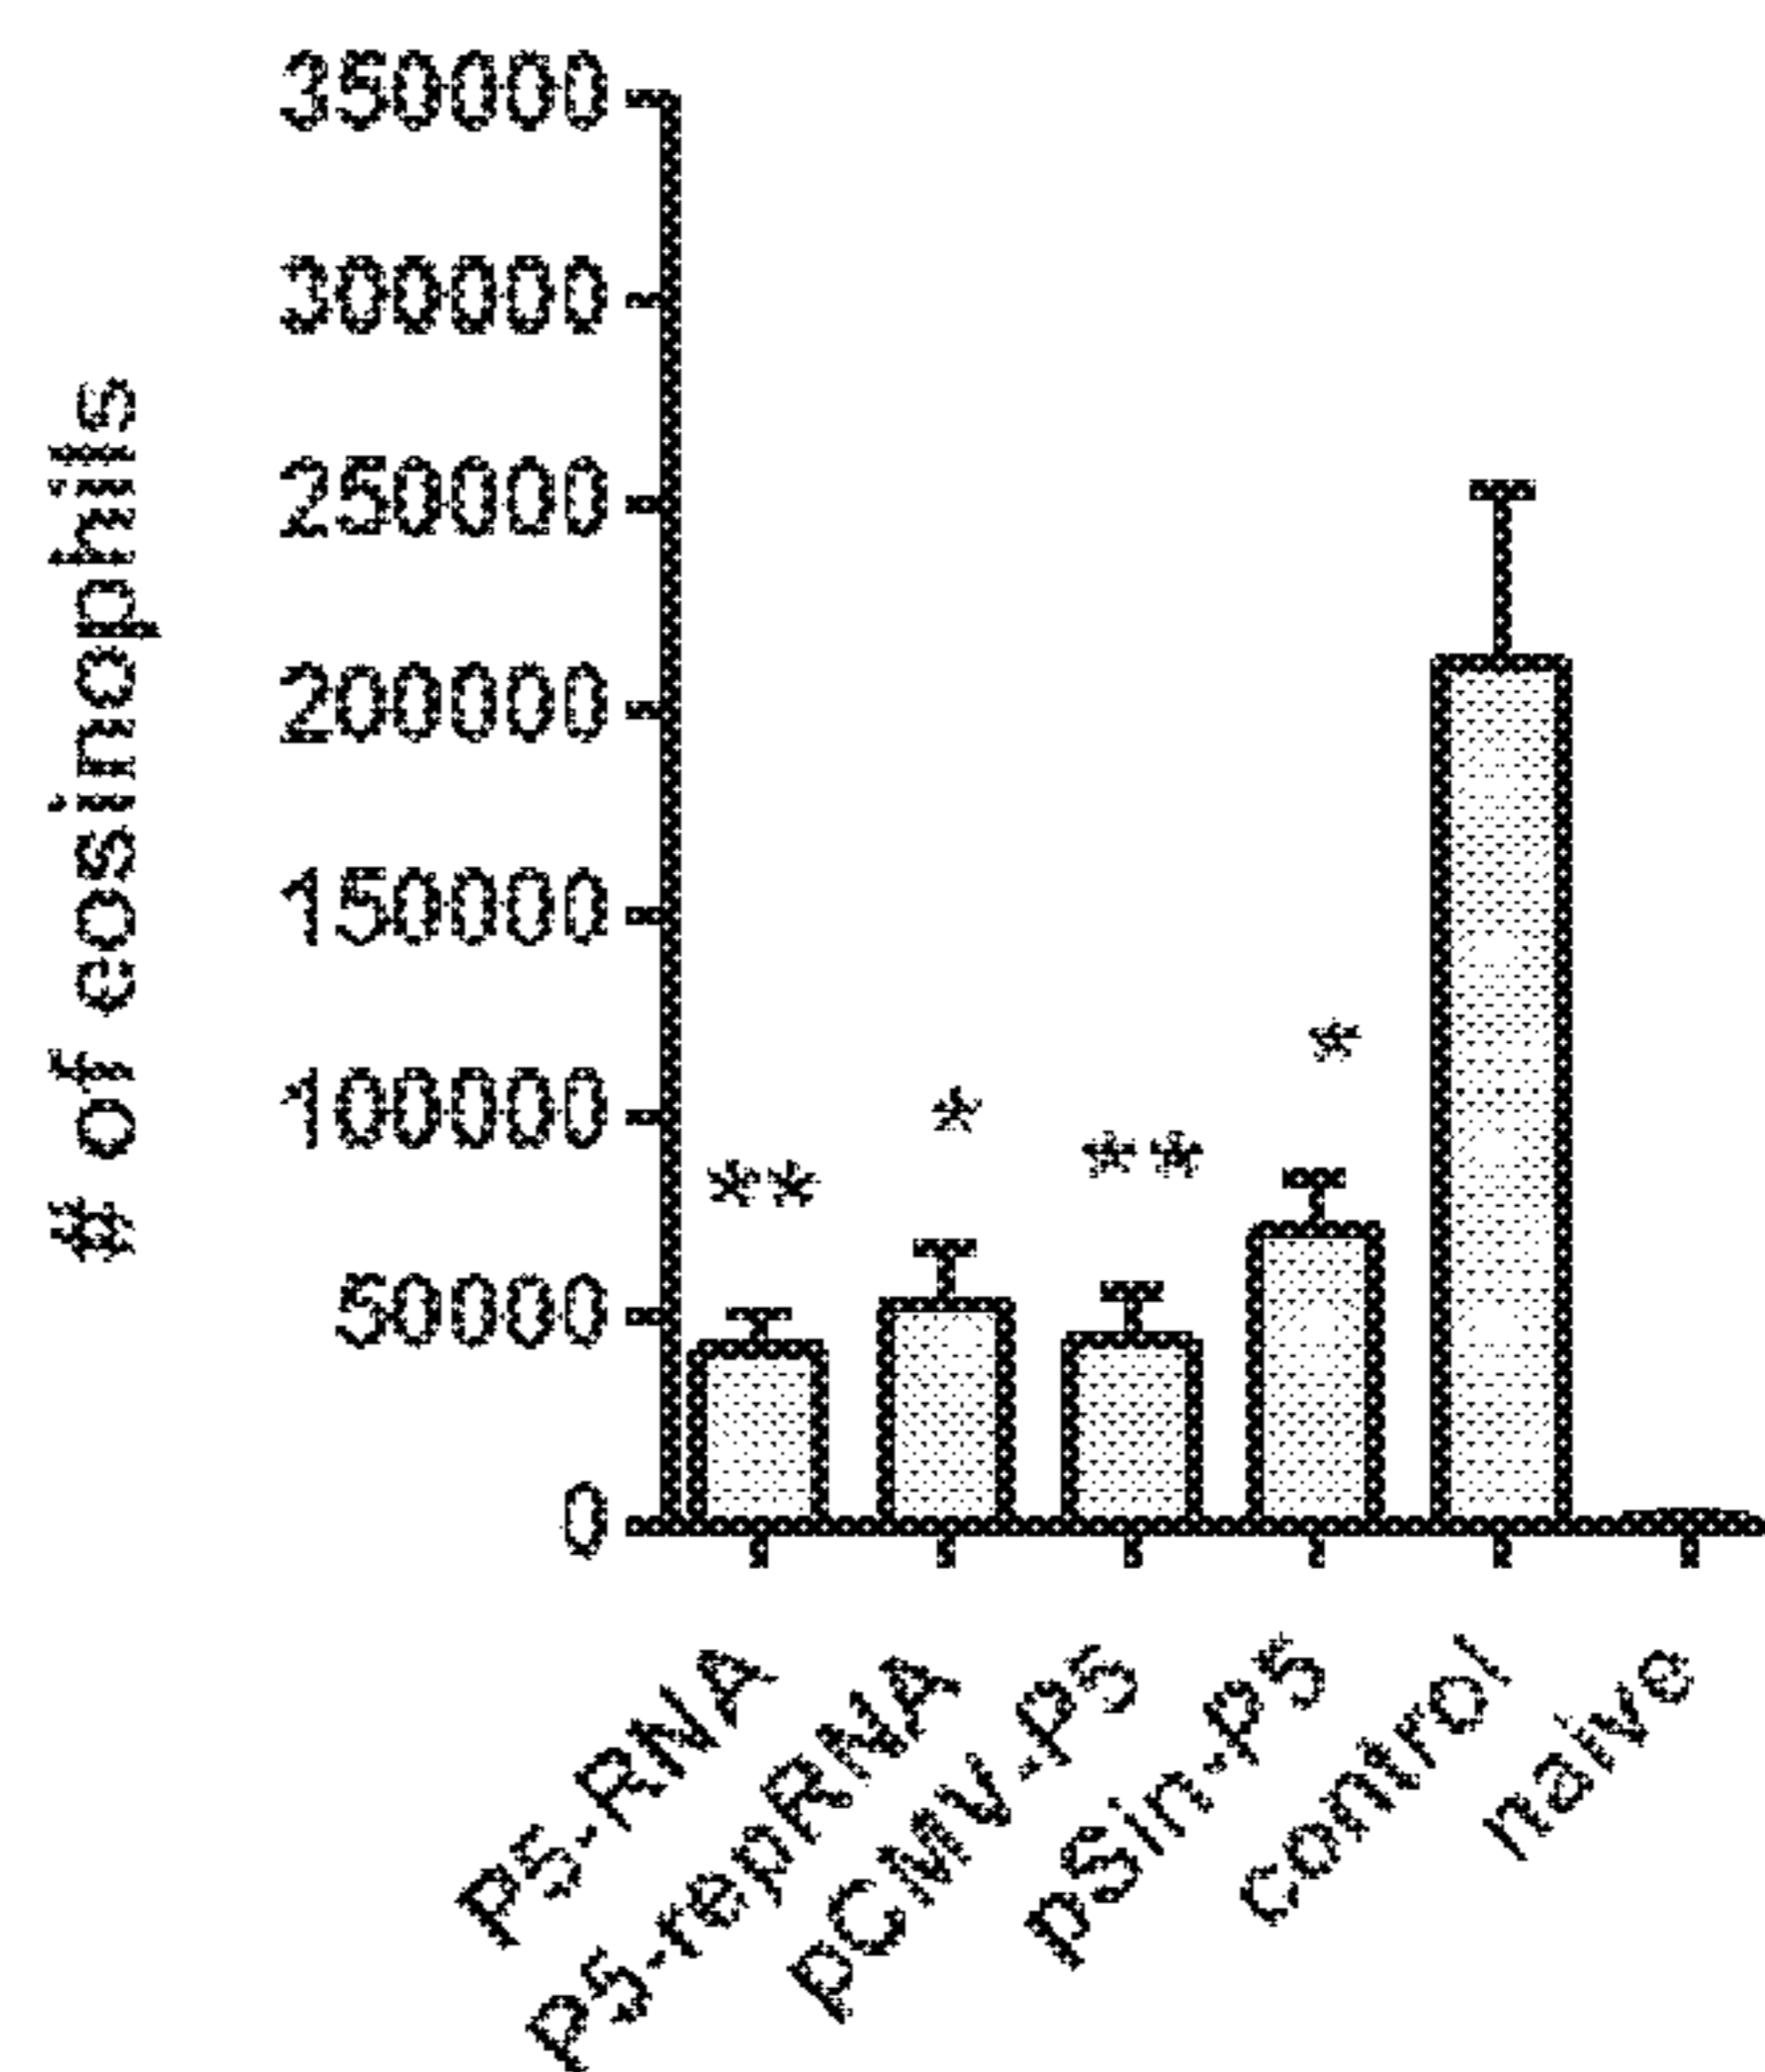 # of eosinophils
350000
300000
250000
200000
150000
100000
50000
0
**
*
**
*
P5-RNA
P5-repRNA
pCMV-P5
pSin-P5
control
naive